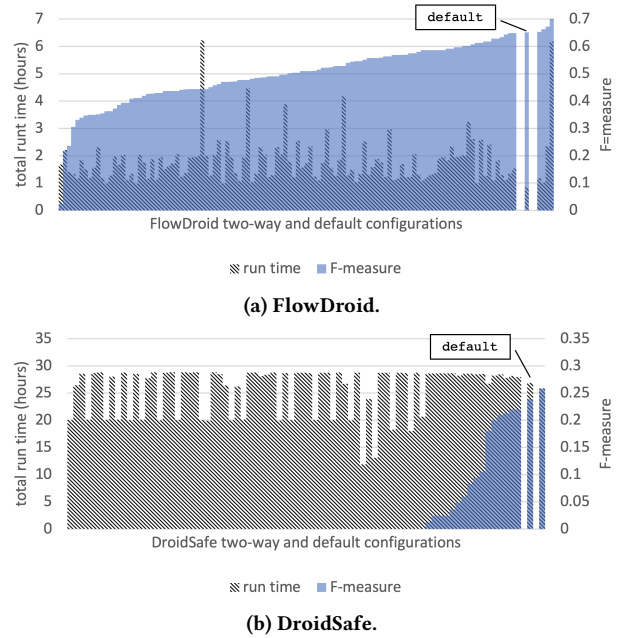 default
7
6
5
4
3
2
1
0
total runt ime (hours)
0.7
0.6
0.5
0.4
0.3
0.2
0.1
0
F=measure
FlowDroid two-way and default configurations
run time F-measure
(a) FlowDroid.
default
35
30
25
20
15
10
5
0
total run time (hours)
0.35
0.3
0.25
0.2
0.15
0.1
0.05
0
F-measure
DroidSafe two-way and default configurations
run time F-measure
(b) DroidSafe.